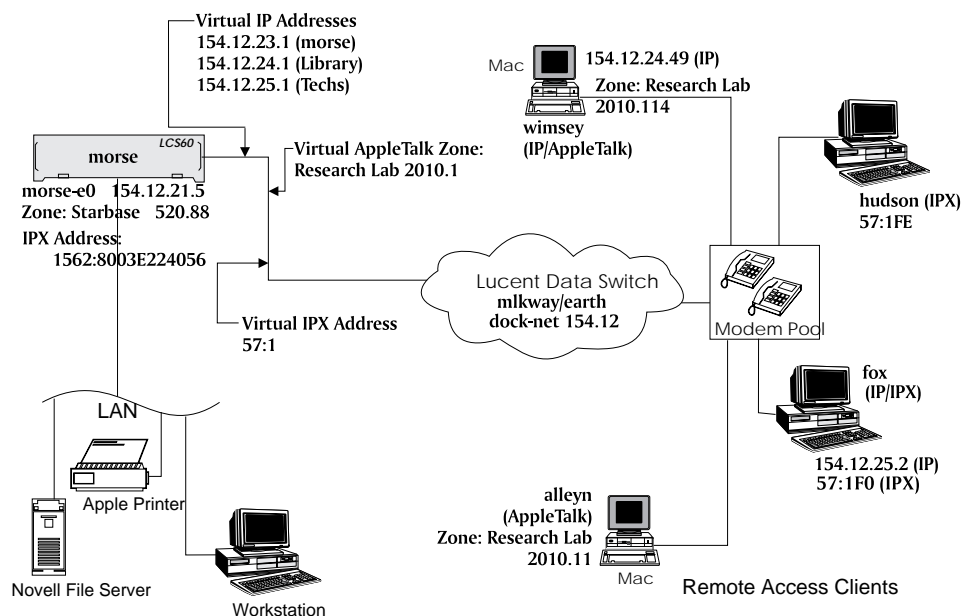 Virtual IP Addresses
154.12.23.1 (morse)
154.12.24.1 (Library)
154.12.25.1 (Techs)
LCS60
morse
morse-e0 154.12.21.5
Zone: Starbase 520.88
IPX Address:
1562:8003E224056
Virtual AppleTalk Zone:
Research Lab 2010.1
Virtual IPX Address
57:1
Mac
154.12.24.49 (IP)
Zone: Research Lab
2010.114
wimsey
(IP/AppleTalk)
hudson (IPX)
57:1FE
Lucent Data Switch
mlkway/earth
dock-net 154.12
Modem Pool
fox
(IP/IPX)
154.12.25.2 (IP)
57:1F0 (IPX)
alleyn
(AppleTalk)
Zone: Research Lab
2010.11
Mac
Remote Access Clients
LAN
Apple Printer
Novell File Server
Workstation